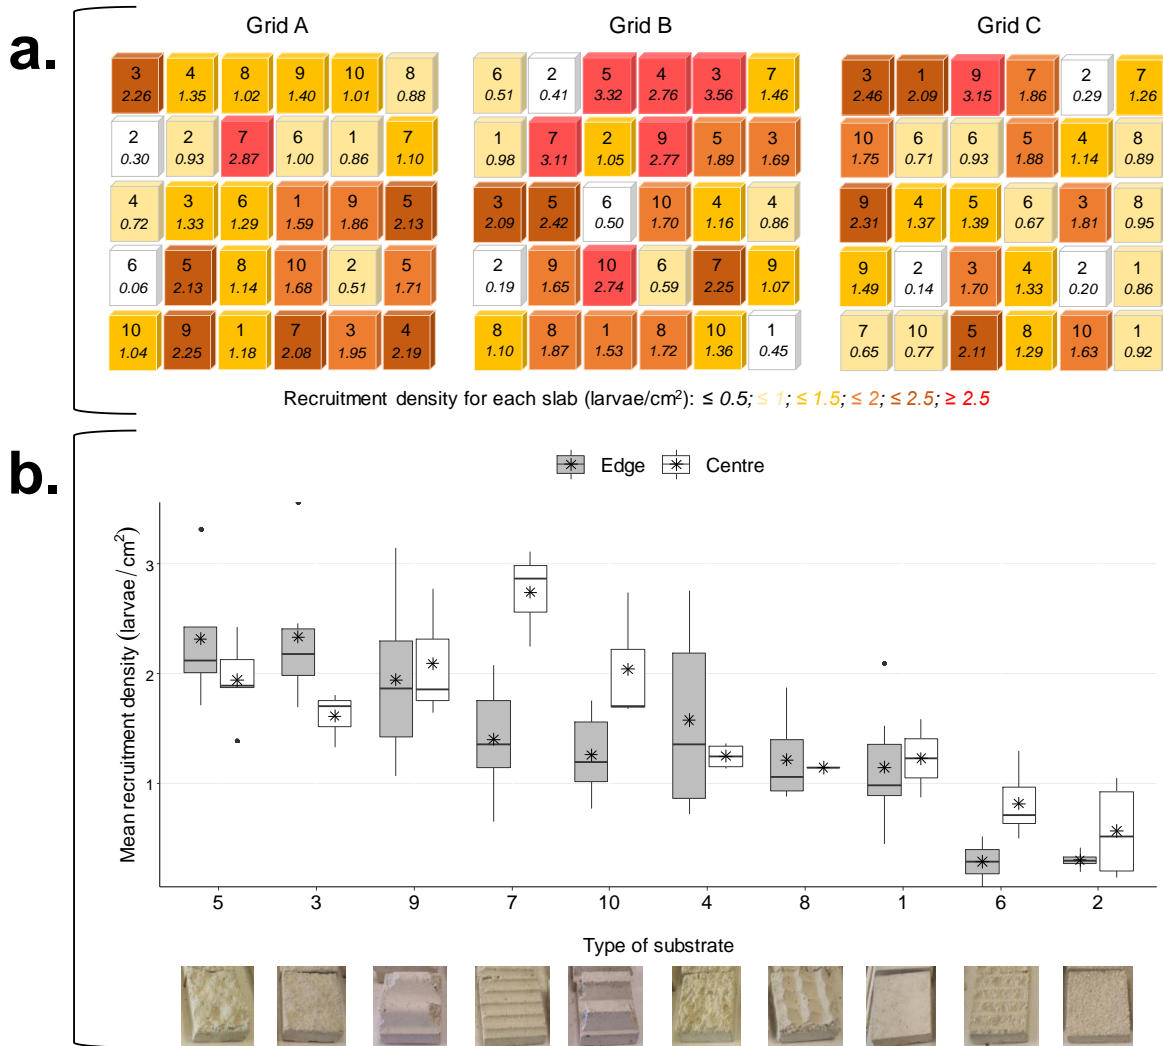 a.
Grid A Grid B Grid C
3 4 8 9 10 8 6 2 5 4 3 7 3 1 9 7 2 7
2.26 1.35 1.02 1.40 1.01 0.88 0.51 0.41 3.32 2.76 3.56 1.46 2.46 2.09 3.15 1.86 0.29 1.26
2 2 7 6 1 7 1 7 2 9 5 3 10 6 6 5 4 8
0.30 0.93 2.87 1.00 0.86 1.10 0.98 3.11 1.05 2.77 1.89 1.69 1.75 0.71 0.93 1.88 1.14 0.89
4 3 6 1 9 5 3 5 6 10 4 4 9 4 5 6 3 8
0.72 1.33 1.29 1.59 1.86 2.13 2.09 2.42 0.50 1.70 1.16 0.86 2.31 1.37 1.39 0.67 1.81 0.95
6 5 8 10 2 5 2 9 10 6 7 9 9 2 3 4 2 1
0.06 2.13 1.14 1.68 0.51 1.71 0.19 1.65 2.74 0.59 2.25 1.07 1.49 0.14 1.70 1.33 0.20 0.86
10 9 1 7 3 4 8 8 1 8 10 1 7 10 5 8 10 1
1.04 2.25 1.18 2.08 1.95 2.19 1.10 1.87 1.53 1.72 1.36 0.45 0.65 0.77 2.11 1.29 1.63 0.92
Recruitment density for each slab (larvae/cm²): ≤ 0.5; ≤ 1; ≤ 1.5; ≤ 2; ≤ 2.5; ≥ 2.5
b.
Edge Centre
Mean recruitment density (larvae/cm²)
3
2
1
5 3 9 7 10 4 8 1 6 2
Type of substrate